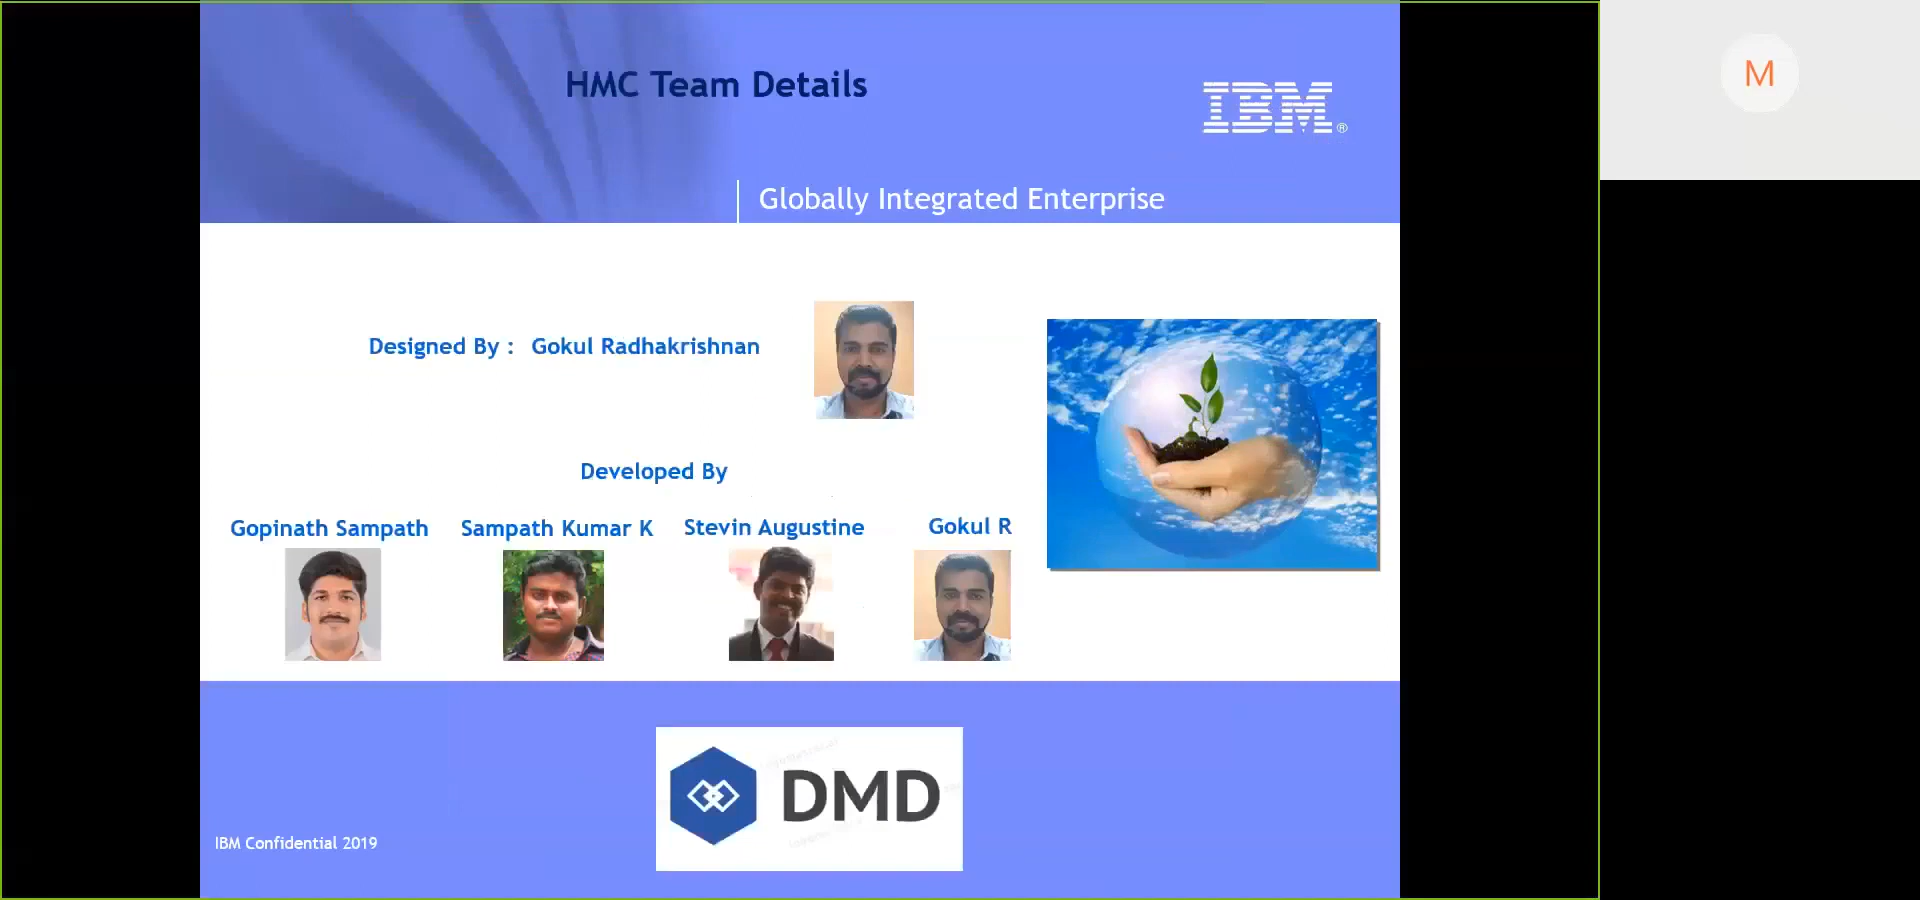 HMC Team Details
IBM®
Globally Integrated Enterprise
Designed By : Gokul Radhakrishnan
Developed By
Gopinath Sampath
Sampath Kumar K
Stevin Augustine
Gokul R
DMD
IBM Confidential 2019
M